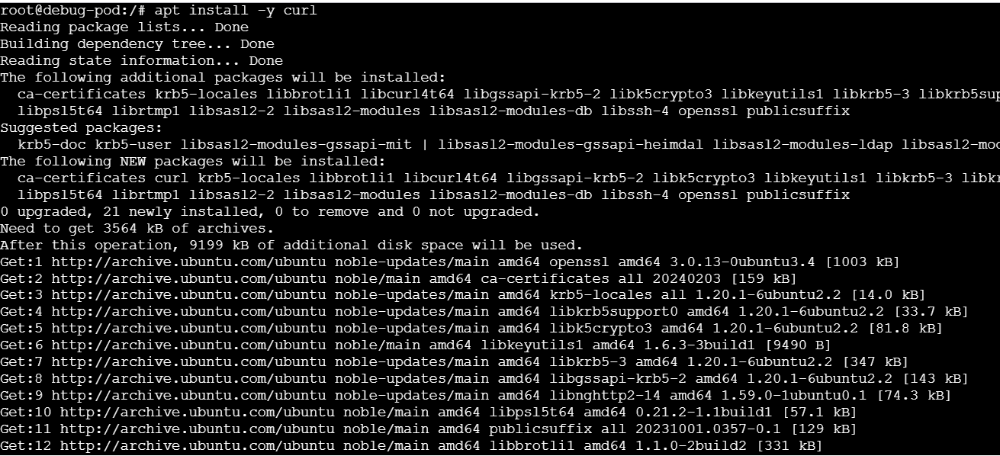 root@debug-pod:/# apt install -y curl
Reading package lists... Done
Building dependency tree... Done
Reading state information... Done
The following additional packages will be installed:
  ca-certificates krb5-locales libbrotli1 libcurl4t64 libgssapi-krb5-2 libk5crypto3 libkeyutils1 libkrb5-3 libkrb5sup
  libpsl5t64 librtmp1 libsasl2-2 libsasl2-modules libsasl2-modules-db libssh-4 openssl publicsuffix
Suggested packages:
  krb5-doc krb5-user libsasl2-modules-gssapi-mit | libsasl2-modules-gssapi-heimdal libsasl2-modules-ldap libsasl2-mod
The following NEW packages will be installed:
  ca-certificates curl krb5-locales libbrotli1 libcurl4t64 libgssapi-krb5-2 libk5crypto3 libkeyutils1 libkrb5-3 libkr
  libpsl5t64 librtmp1 libsasl2-2 libsasl2-modules libsasl2-modules-db libssh-4 openssl publicsuffix
0 upgraded, 21 newly installed, 0 to remove and 0 not upgraded.
Need to get 3564 kB of archives.
After this operation, 9199 kB of additional disk space will be used.
Get:1 http://archive.ubuntu.com/ubuntu noble-updates/main amd64 openssl amd64 3.0.13-0ubuntu3.4 [1003 kB]
Get:2 http://archive.ubuntu.com/ubuntu noble/main amd64 ca-certificates all 20240203 [159 kB]
Get:3 http://archive.ubuntu.com/ubuntu noble-updates/main amd64 krb5-locales all 1.20.1-6ubuntu2.2 [14.0 kB]
Get:4 http://archive.ubuntu.com/ubuntu noble-updates/main amd64 libkrb5support0 amd64 1.20.1-6ubuntu2.2 [33.7 kB]
Get:5 http://archive.ubuntu.com/ubuntu noble-updates/main amd64 libk5crypto3 amd64 1.20.1-6ubuntu2.2 [81.8 kB]
Get:6 http://archive.ubuntu.com/ubuntu noble/main amd64 libkeyutils1 amd64 1.6.3-3build1 [9490 B]
Get:7 http://archive.ubuntu.com/ubuntu noble-updates/main amd64 libkrb5-3 amd64 1.20.1-6ubuntu2.2 [347 kB]
Get:8 http://archive.ubuntu.com/ubuntu noble-updates/main amd64 libgssapi-krb5-2 amd64 1.20.1-6ubuntu2.2 [143 kB]
Get:9 http://archive.ubuntu.com/ubuntu noble-updates/main amd64 libnghttp2-14 amd64 1.59.0-1ubuntu0.1 [74.3 kB]
Get:10 http://archive.ubuntu.com/ubuntu noble/main amd64 libpsl5t64 amd64 0.21.2-1.1build1 [57.1 kB]
Get:11 http://archive.ubuntu.com/ubuntu noble/main amd64 publicsuffix all 20231001.0357-0.1 [129 kB]
Get:12 http://archive.ubuntu.com/ubuntu noble/main amd64 libbrotli1 amd64 1.1.0-2build2 [331 kB]